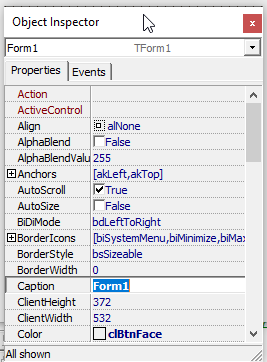 Object Inspector
Form1 TForm1
Properties Events
Action
ActiveControl
Align alNone
AlphaBlend False
AlphaBlendValu 255
Anchors [akLeft,akTop]
AutoScroll True
AutoSize False
BiDiMode bdLeftToRight
BorderIcons [biSystemMenu,biMinimize,biMax
BorderStyle bsSizeable
BorderWidth 0
Caption Form1
ClientHeight 372
ClientWidth 532
Color clBtnFace
All shown